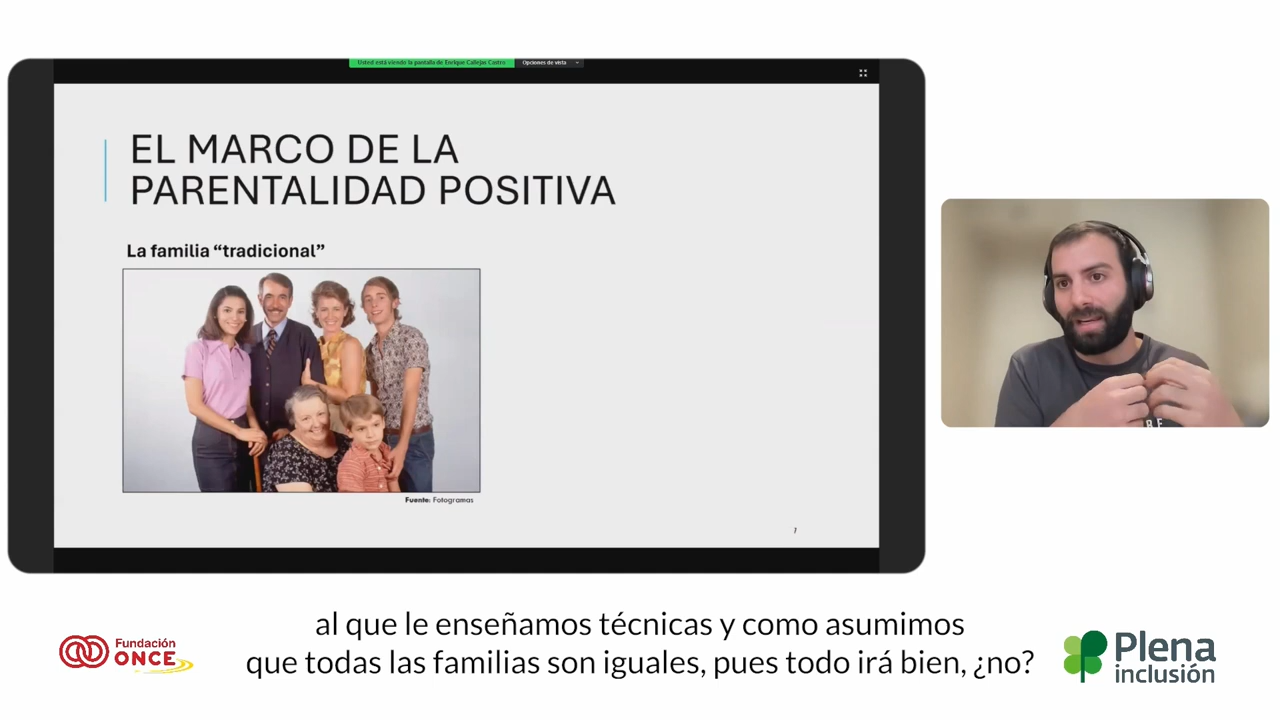 Usted está viendo la pantalla de Enrique Callejas Castro
Opciones de vista
EL MARCO DE LA
PARENTALIDAD POSITIVA
La familia “tradicional”
Fuente: Fotogramas
7
Fundación
ONCE
al que le enseñamos técnicas y como asumimos
que todas las familias son iguales, pues todo irá bien, ¿no?
Plena
inclusión